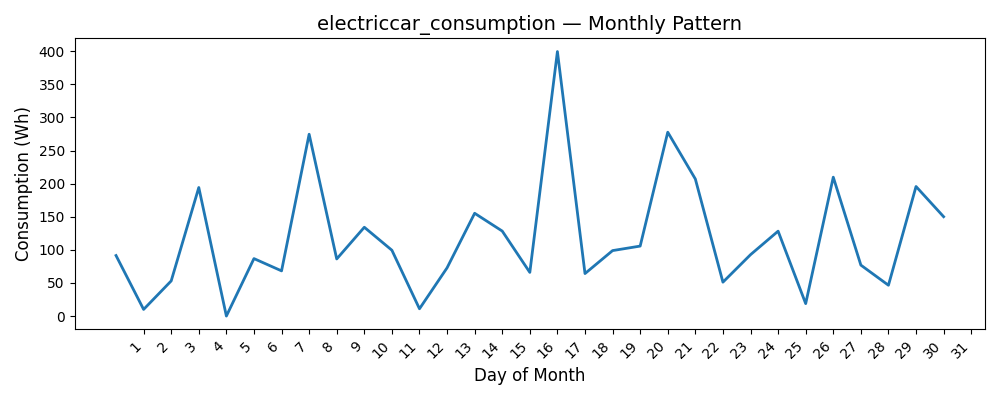 electriccar_consumption — Monthly Pattern
Consumption (Wh)
400
350
300
250
200
150
100
50
0
1 2 3 4 5 6 7 8 9 10 11 12 13 14 15 16 17 18 19 20 21 22 23 24 25 26 27 28 29 30 31
Day of Month